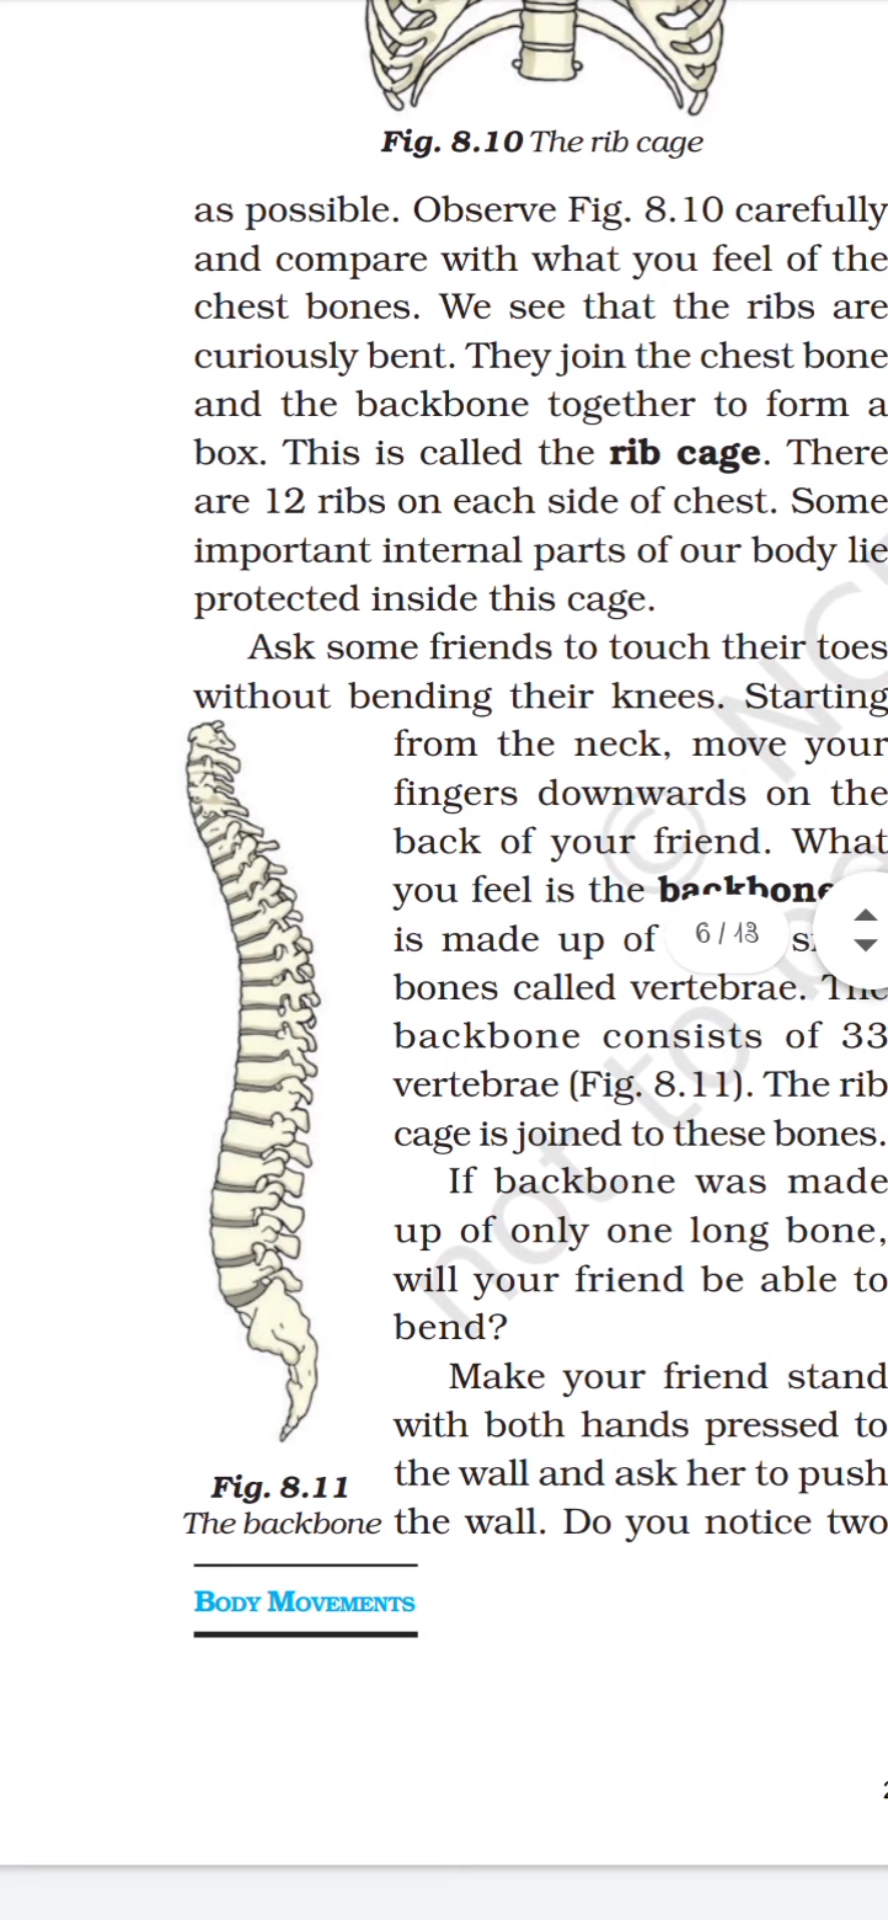 Fig. 8.10 The rib cage
as possible. Observe Fig. 8.10 carefully
and compare with what you feel of the
chest bones. We see that the ribs are
curiously bent. They join the chest bone
and the backbone together to form a
box. This is called the rib cage. There
are 12 ribs on each side of chest. Some
important internal parts of our body lie
protected inside this cage.
Ask some friends to touch their toes
without bending their knees. Starting
from the neck, move your
fingers downwards on the
back of your friend. What
you feel is the backbone
is made up of
6 / 13
bones called vertebrae. The
backbone consists of 33
vertebrae (Fig. 8.11). The rib
cage is joined to these bones.
If backbone was made
up of only one long bone,
will your friend be able to
bend?
Make your friend stand
with both hands pressed to
the wall and ask her to push
the wall. Do you notice two
Fig. 8.11
The backbone
BODY MOVEMENTS
not to